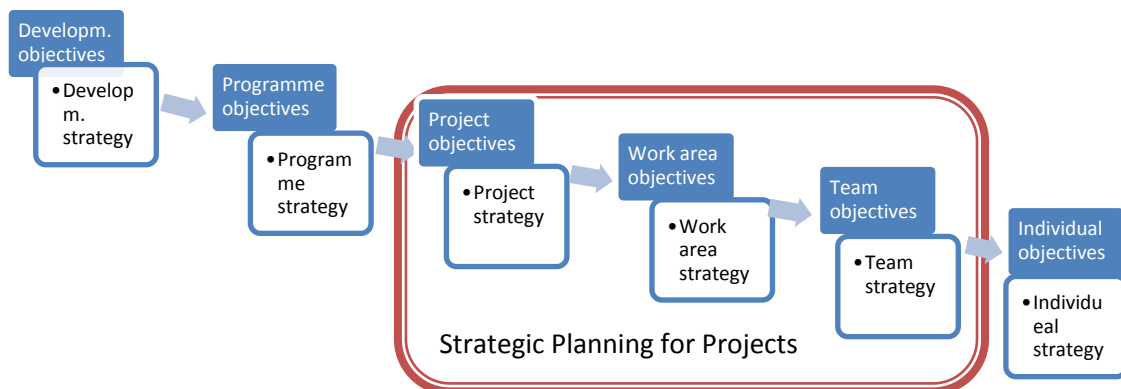 Developm.
objectives
•Develop
m.
strategy
Programme
objectives
•Program
me
strategy
Project
objectives
•Project
strategy
Work area
objectives
•Work
area
strategy
Team
objectives
•Team
strategy
Individual
objectives
•Individu
eal strategy
Strategic Planning for Projects